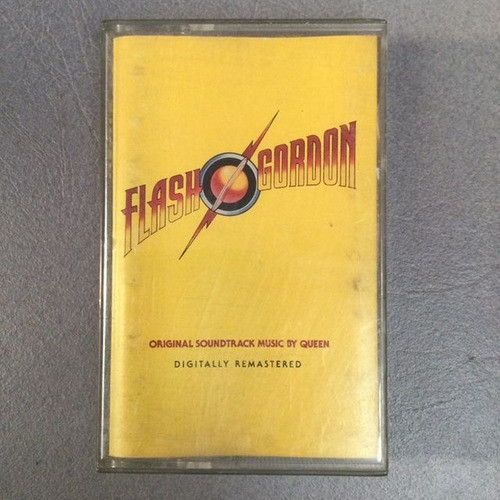 FLASH GORDON
ORIGINAL SOUNDTRACK MUSIC BY QUEEN
DIGITALLY REMASTERED